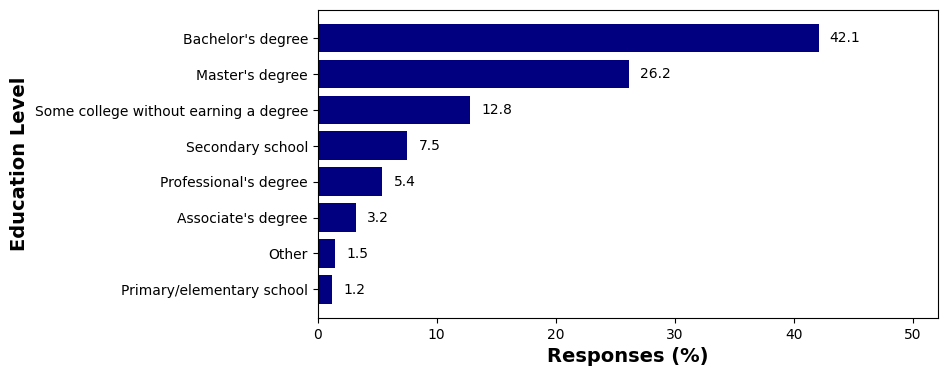 Education Level
Bachelor's degree 42.1
Master's degree 26.2
Some college without earning a degree 12.8
Secondary school 7.5
Professional's degree 5.4
Associate's degree 3.2
Other 1.5
Primary/elementary school 1.2
0 10 20 30 40 50
Responses (%)